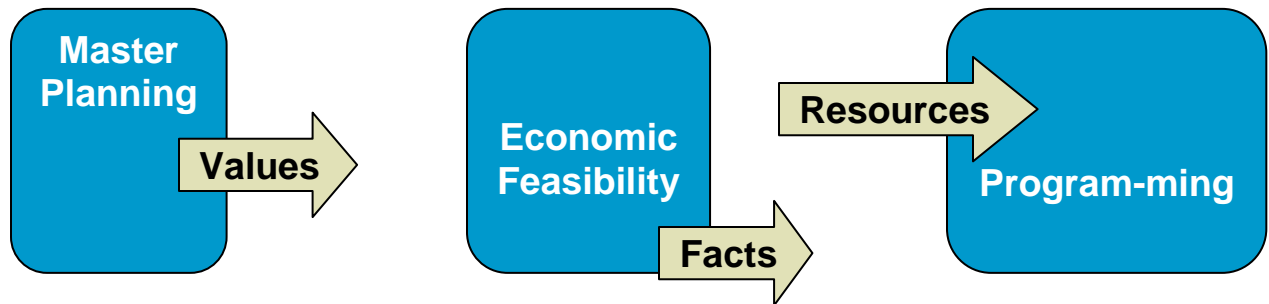 Master
Planning
Values
Economic
Feasibility
Facts
Resources
Program-ming